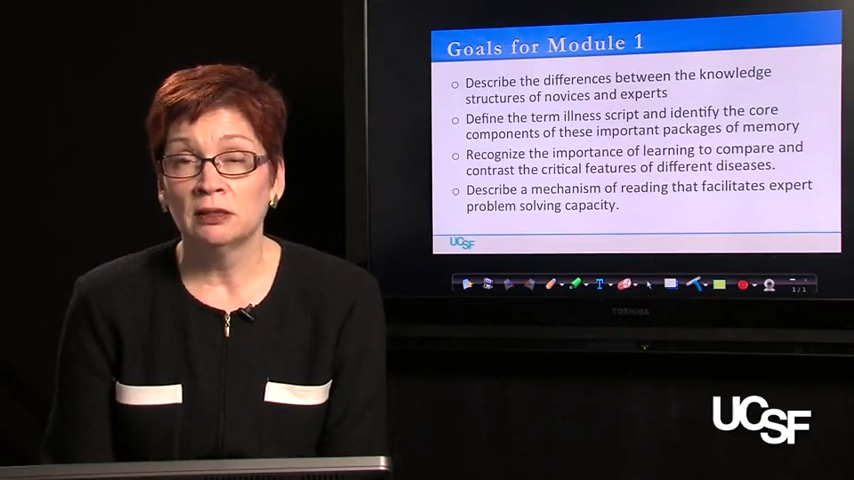 Goals for Module 1
Describe the differences between the knowledge
structures of novices and experts
Define the term illness script and identify the core
components of these important packages of memory
Recognize the importance of learning to compare and
contrast the critical features of different diseases.
Describe a mechanism of reading that facilitates expert
problem solving capacity.
UCSF
T
1/1
TOSHIBA
UCSF